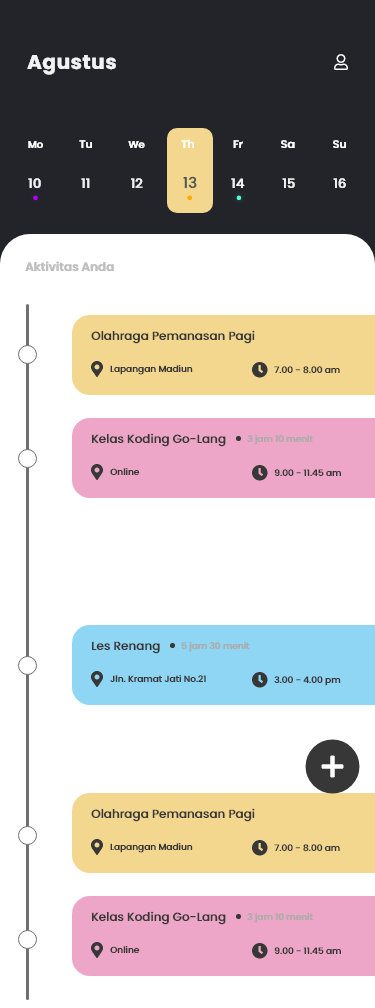 Agustus
Mo Tu We Th Fr Sa Su
10 11 12 13 14 15 16
Aktivitas Anda
Olahraga Pemanasan Pagi
Lapangan Madiun 7.00 - 8.00 am
Kelas Koding Go-Lang • 3 jam 10 menit
Online 9.00 - 11.45 am
Les Renang • 5 jam 30 menit
Jln. Kramat Jati No.21 3.00 - 4.00 pm
Olahraga Pemanasan Pagi
Lapangan Madiun 7.00 - 8.00 am
Kelas Koding Go-Lang • 3 jam 10 menit
Online 9.00 - 11.45 am